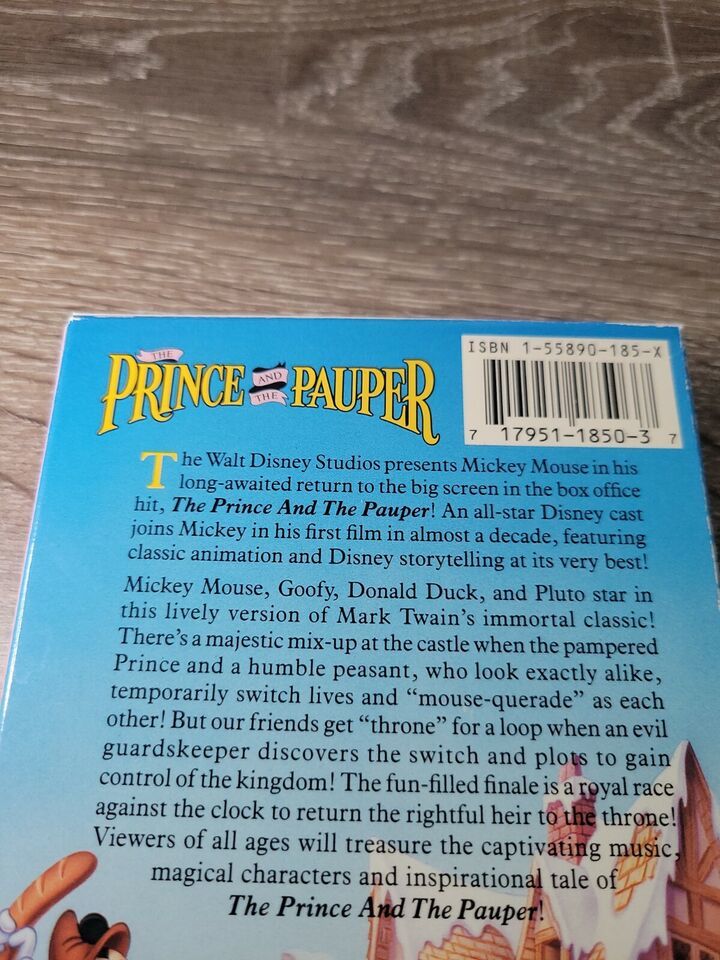 THE
PRINCE AND THE PAUPER
ISBN 1-55890-185-X
7 17951-1850-3 7
The Walt Disney Studios presents Mickey Mouse in his
long-awaited return to the big screen in the box office
hit, The Prince And The Pauper! An all-star Disney cast
joins Mickey in his first film in almost a decade, featuring
classic animation and Disney storytelling at its very best!
Mickey Mouse, Goofy, Donald Duck, and Pluto star in
this lively version of Mark Twain's immortal classic!
There's a majestic mix-up at the castle when the pampered
Prince and a humble peasant, who look exactly alike,
temporarily switch lives and “mouse-querade” as each
other! But our friends get “throne” for a loop when an evil
guardskeeper discovers the switch and plots to gain
control of the kingdom! The fun-filled finale is a royal race
against the clock to return the rightful heir to the throne!
Viewers of all ages will treasure the captivating music,
magical characters and inspirational tale of
The Prince And The Pauper!